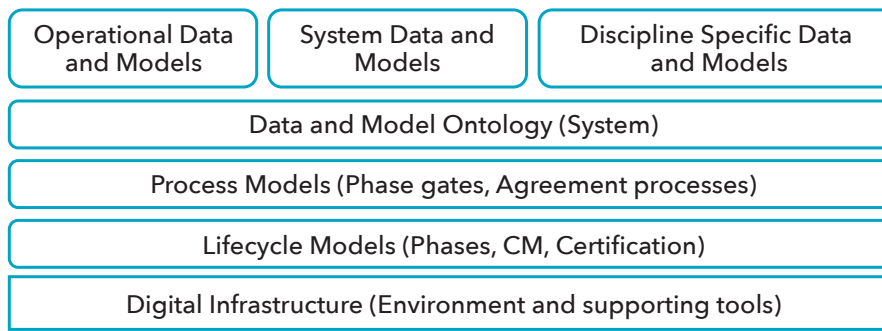 Operational Data
and Models
System Data and
Models
Discipline Specific Data
and Models
Data and Model Ontology (System)
Process Models (Phase gates, Agreement processes)
Lifecycle Models (Phases, CM, Certification)
Digital Infrastructure (Environment and supporting tools)